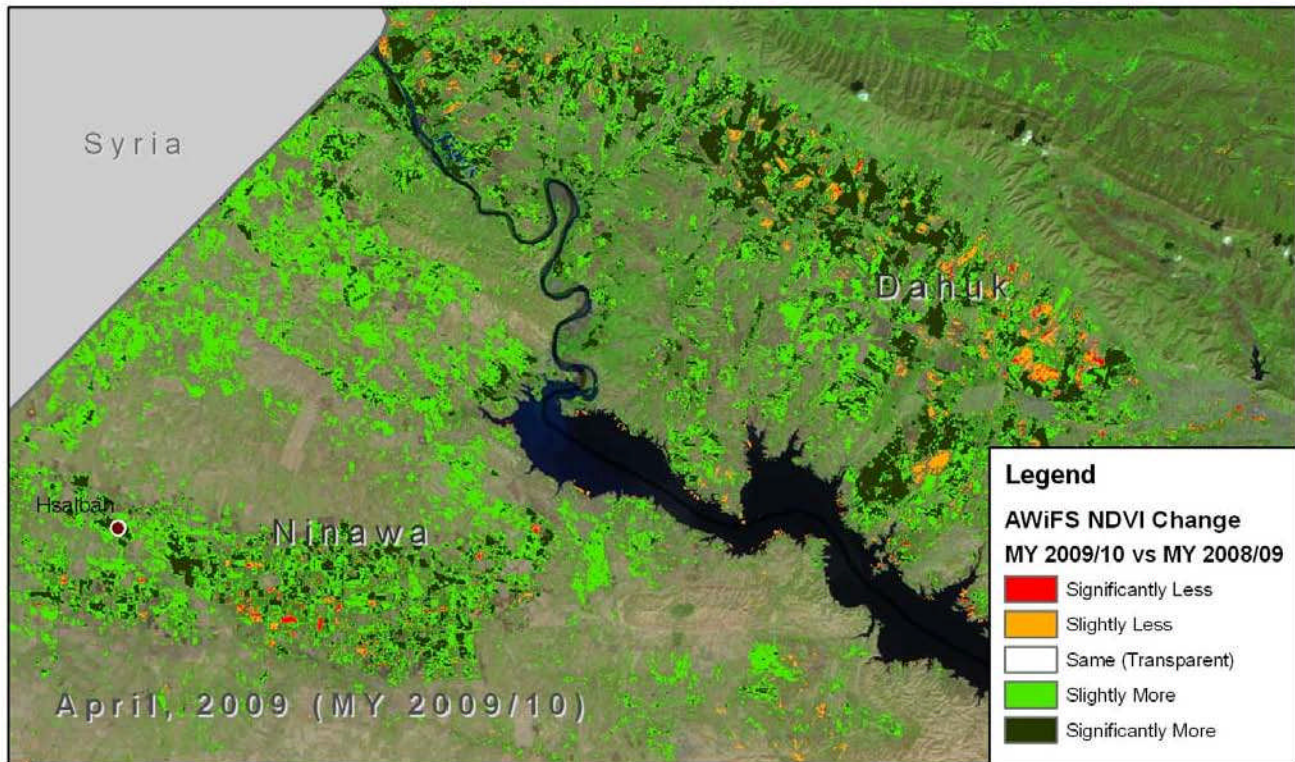 Syria
Dahuk
Hsalbah
Ninawa
April, 2009 (MY 2009/10)
Legend
AWiFS NDVI Change
MY 2009/10 vs MY 2008/09
Significantly Less
Slightly Less
Same (Transparent)
Slightly More
Significantly More